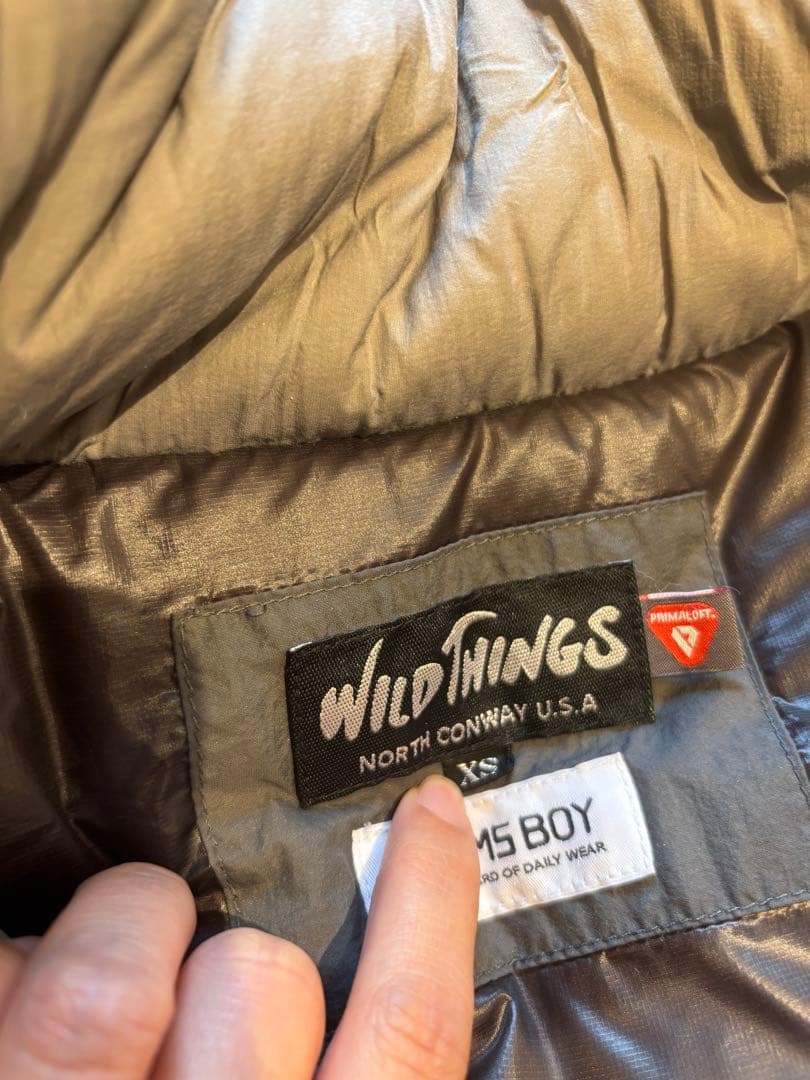 WILD THINGS
NORTH CONWAY U.S.A
PRIMALOFT
XS
MS BOY
RD OF DAILY WEAR